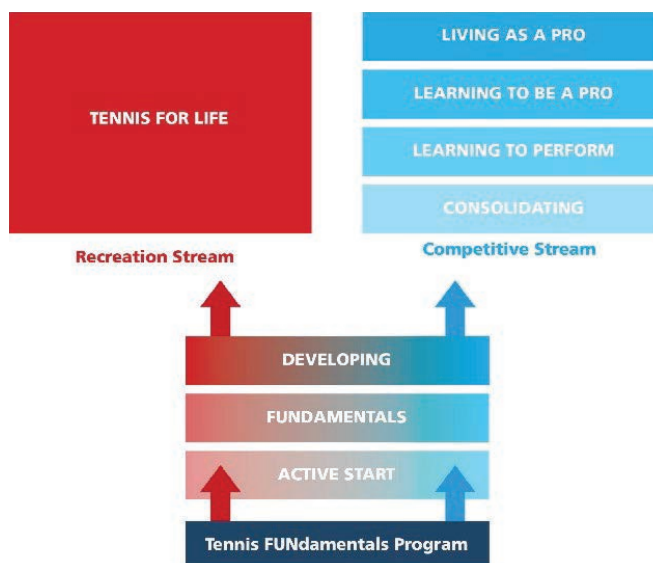 TENNIS FOR LIFE
Recreation Stream
LIVING AS A PRO
LEARNING TO BE A PRO
LEARNING TO PERFORM
CONSOLIDATING
Competitive Stream
DEVELOPING
FUNDAMENTALS
ACTIVE START
Tennis FUNdamentals Program